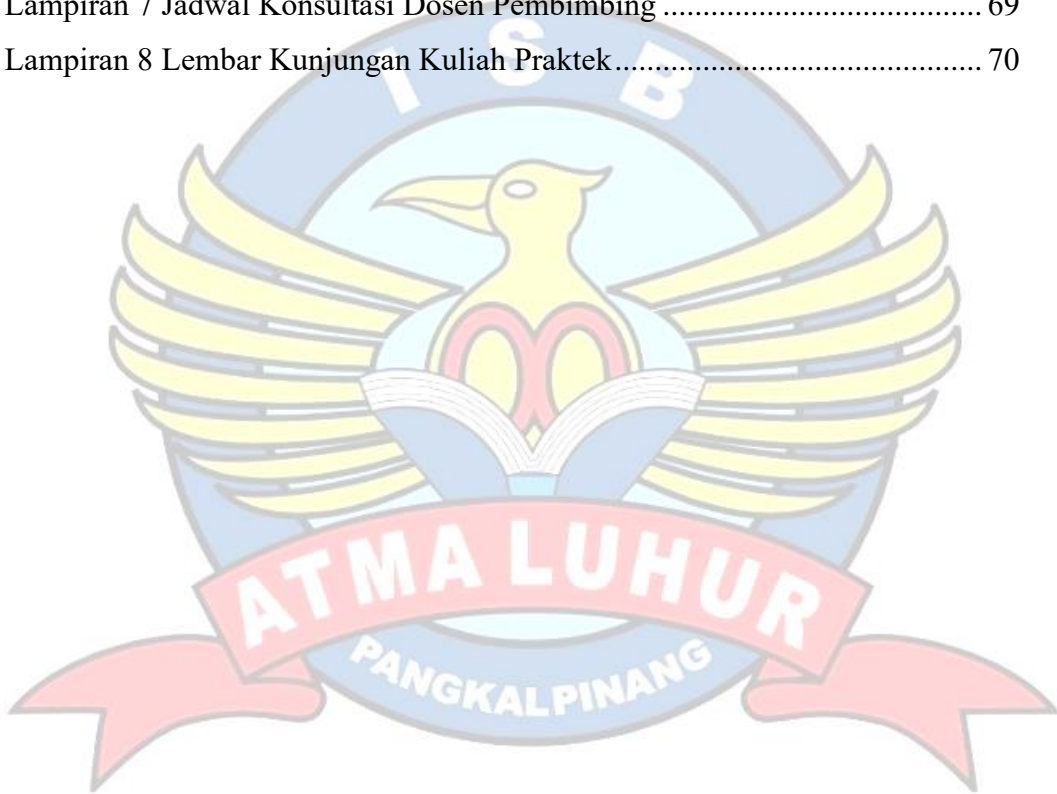 Lampiran 7 Jadwal Konsultasi Dosen Pembimbing .................................... 69
Lampiran 8 Lembar Kunjungan Kuliah Praktek......................................... 70
I S B
ATMA LUHUR
PANGKALPINANG